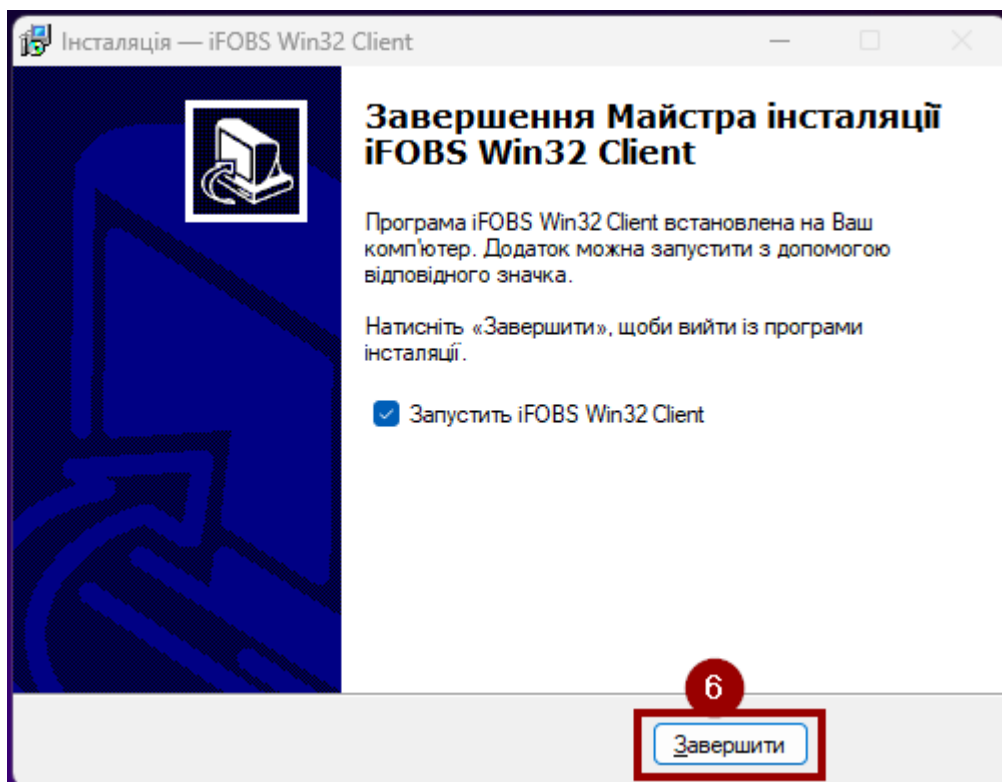 Інсталяція — iFOBS Win32 Client
Завершення Майстра інсталяції
iFOBS Win32 Client
Програма iFOBS Win32 Client встановлена на Ваш
комп'ютер. Додаток можна запустити з допомогою
відповідного значка.
Натисніть «Завершити», щоби вийти із програми
інсталяції.
Запустить iFOBS Win32 Client
6
Завершити